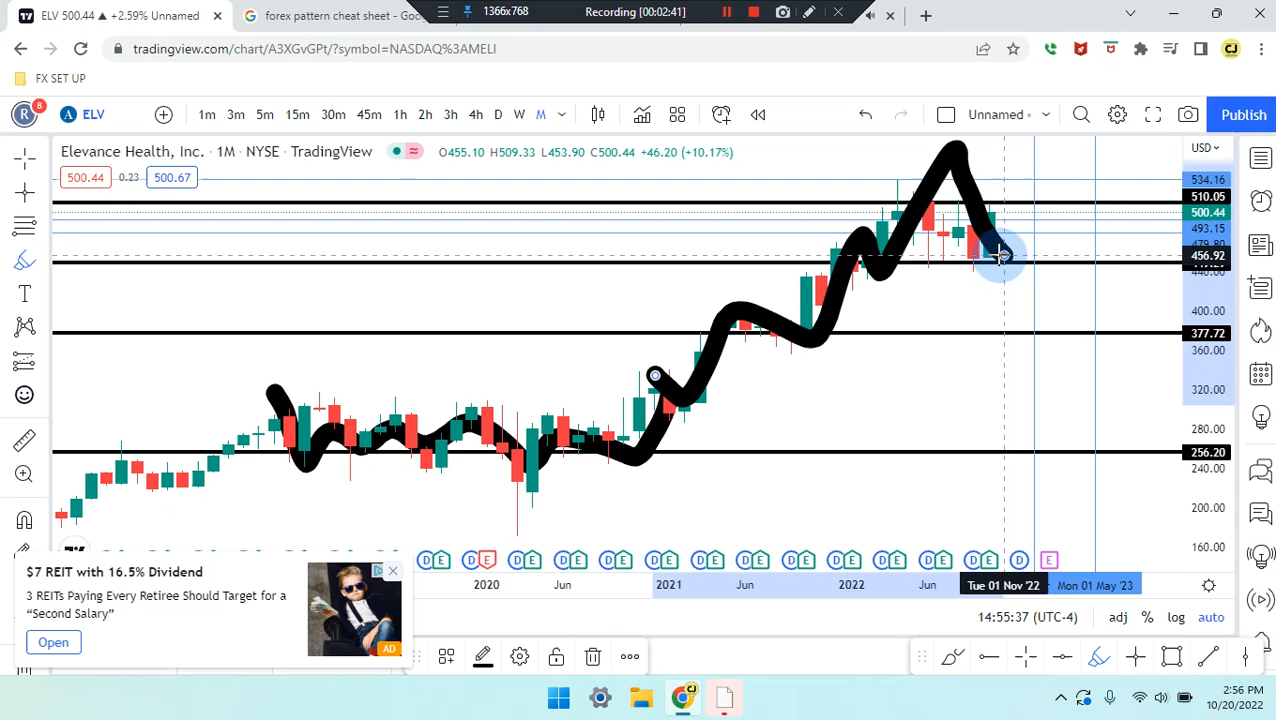 ELV 500.44 ▲ +2.59% Unnamed
forex pattern cheat sheet - Goo
1366x768
Recording [00:02:41]
tradingview.com/chart/A3XGvGPt/?symbol=NASDAQ%3AMELI
CJ
FX SET UP
R
8
A
ELV
1m 3m 5m 15m 30m 45m 1h 2h 3h 4h D W M
Unnamed
Publish
Elevance Health, Inc. · 1M · NYSE · TradingView
O455.10 H509.33 L453.90 C500.44 +46.20 (+10.17%)
USD
500.44
0.23
500.67
534.16
510.05
500.44
493.15
479.80
456.92
440.00
400.00
377.72
360.00
320.00
280.00
256.20
240.00
200.00
160.00
D E D E D E D E D E D E D E D E D E D E D E D E D E
2020 Jun 2021 Jun 2022 Jun Tue 01 Nov '22 Mon 01 May '23
$7 REIT with 16.5% Dividend
3 REITs Paying Every Retiree Should Target for a
“Second Salary”
Open
AD
14:55:37 (UTC-4)
adj % log auto
CJ
2:56 PM
10/20/2022